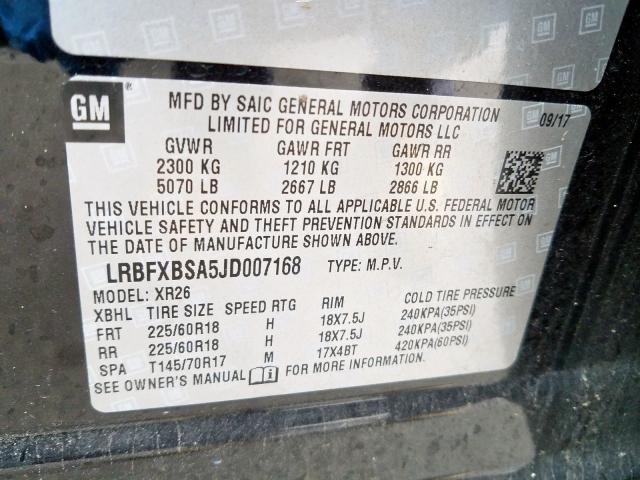 GM
MFD BY SAIC GENERAL MOTORS CORPORATION
LIMITED FOR GENERAL MOTORS LLC
09/17
GVWR GAWR FRT GAWR RR
2300 KG 1210 KG 1300 KG
5070 LB 2667 LB 2866 LB
THIS VEHICLE CONFORMS TO ALL APPLICABLE U.S. FEDERAL MOTOR
VEHICLE SAFETY AND THEFT PREVENTION STANDARDS IN EFFECT ON
THE DATE OF MANUFACTURE SHOWN ABOVE.
LRBFXBSA5JD007168 TYPE: M.P.V.
MODEL: XR26
XBHL TIRE SIZE SPEED RTG RIM COLD TIRE PRESSURE
FRT 225/60R18 H 18X7.5J 240KPA(35PSI)
RR 225/60R18 H 18X7.5J 240KPA(35PSI)
SPA T145/70R17 M 17X4BT 420KPA(60PSI)
SEE OWNER'S MANUAL FOR MORE INFORMATION